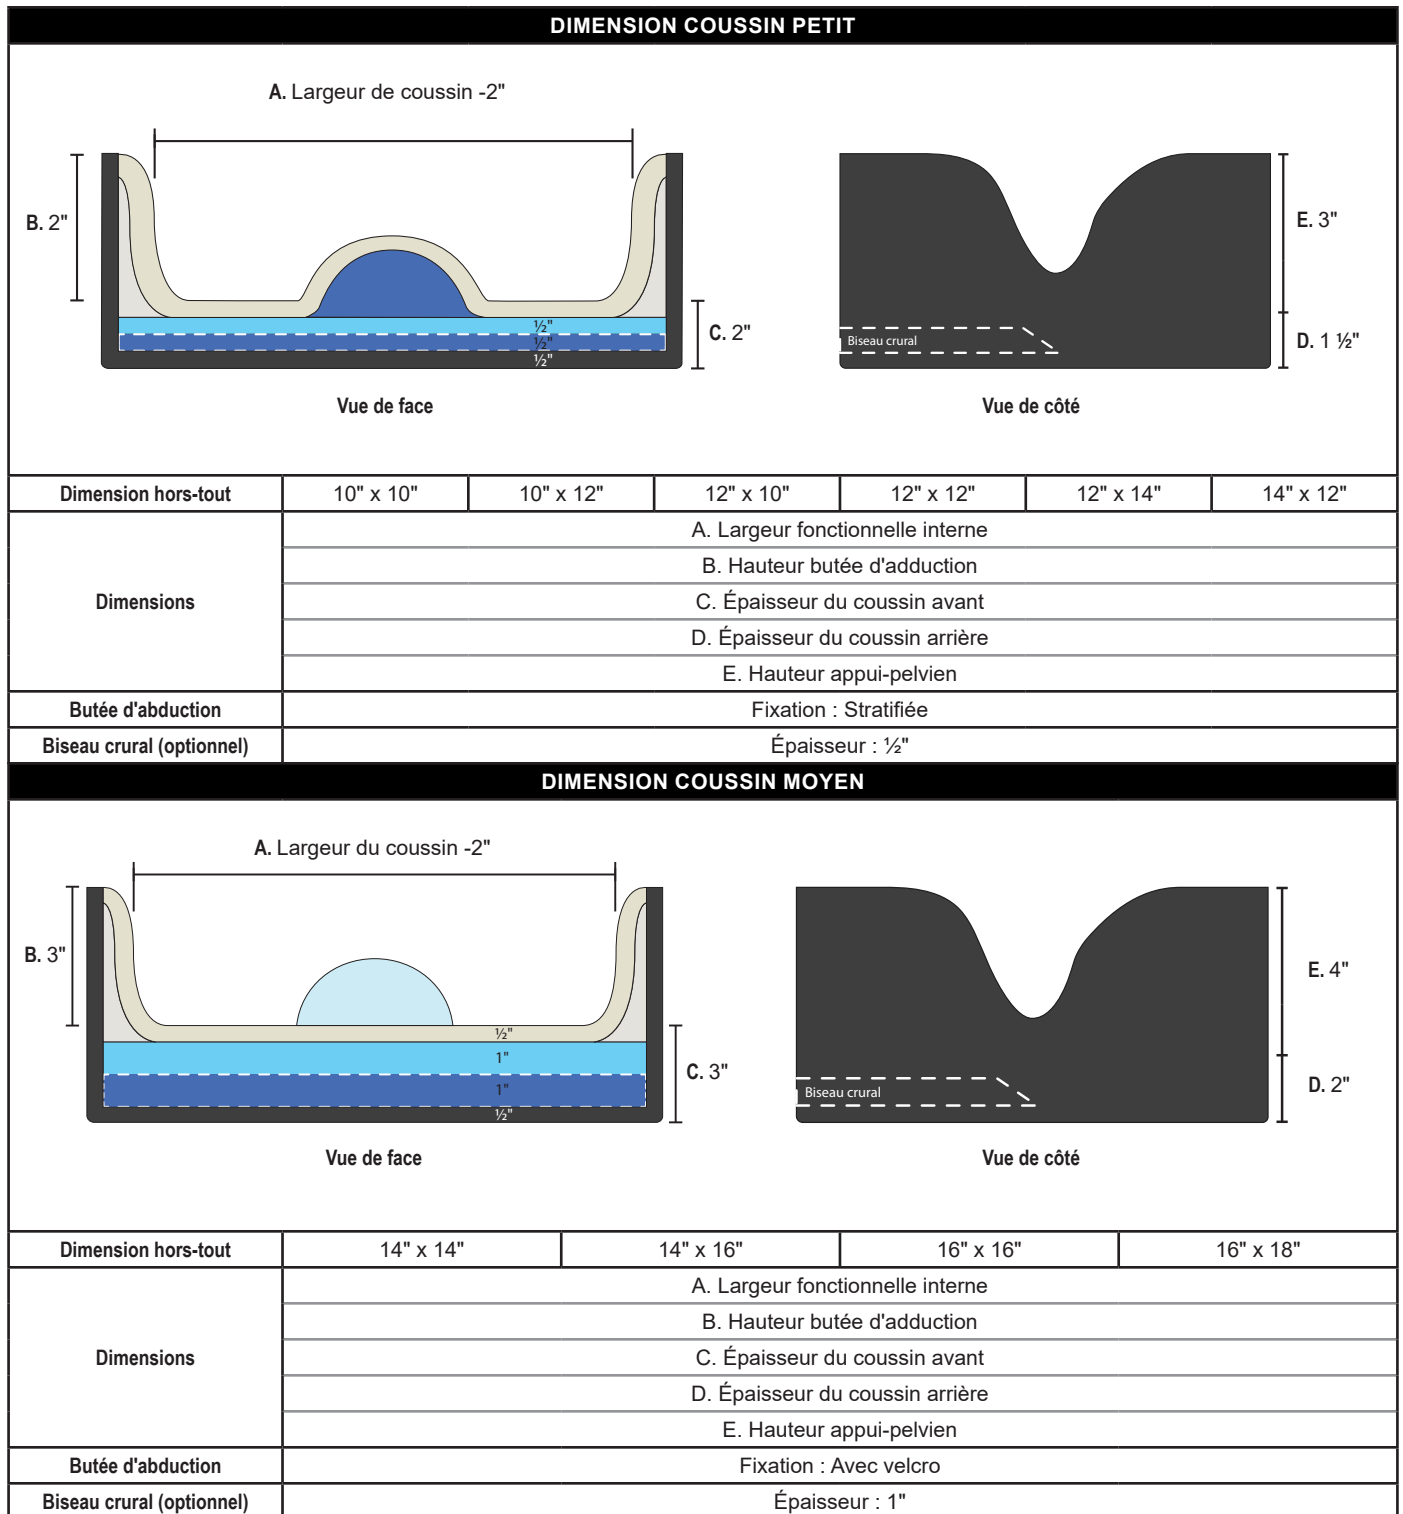 DIMENSION COUSSIN PETIT
A. Largeur de coussin -2"
B. 2"
½"
½"
½"
C. 2"
E. 3"
D. 1 ½"
Biseau crural
Vue de face
Vue de côté
Dimension hors-tout 10" x 10" 10" x 12" 12" x 10" 12" x 12" 12" x 14" 14" x 12"
Dimensions
A. Largeur fonctionnelle interne
B. Hauteur butée d'adduction
C. Épaisseur du coussin avant
D. Épaisseur du coussin arrière
E. Hauteur appui-pelvien
Butée d'abduction Fixation : Stratifiée
Biseau crural (optionnel) Épaisseur : ½"
DIMENSION COUSSIN MOYEN
A. Largeur du coussin -2"
B. 3"
½"
1"
1"
½"
C. 3"
E. 4"
D. 2"
Biseau crural
Vue de face
Vue de côté
Dimension hors-tout 14" x 14" 14" x 16" 16" x 16" 16" x 18"
Dimensions
A. Largeur fonctionnelle interne
B. Hauteur butée d'adduction
C. Épaisseur du coussin avant
D. Épaisseur du coussin arrière
E. Hauteur appui-pelvien
Butée d'abduction Fixation : Avec velcro
Biseau crural (optionnel) Épaisseur : 1"